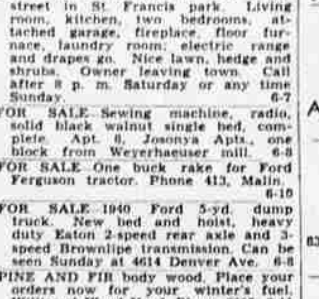 street in St. Francis park. Living
room, kitchen, two bedrooms, at-
tached garage, fireplace, floor fur-
nace, laundry room; electric range
and drapes go. Nice lawn, hedge and
shrubs. Owner leaving town. Call
after 8 p. m. Saturday or any time
Sunday. 6-7
FOR SALE Sewing machine, radio,
solid black walnut single bed, com-
plete. Apt. 6, Josonya Apts., one
block from Weyerhaeuser mill. 6-8
FOR SALE One buck rake for Ford
Ferguson tractor. Phone 413, Malin.
6-10
FOR SALE 1940 Ford 5-yd. dump
truck. New bed and hoist, heavy
duty Eaton 2-speed rear axle and 3-
speed Brownlipe transmission. Can be
seen Sunday at 4614 Denver Ave. 6-8
PINE AND FIR body wood. Place your
orders now for your winter's fuel.
A
83